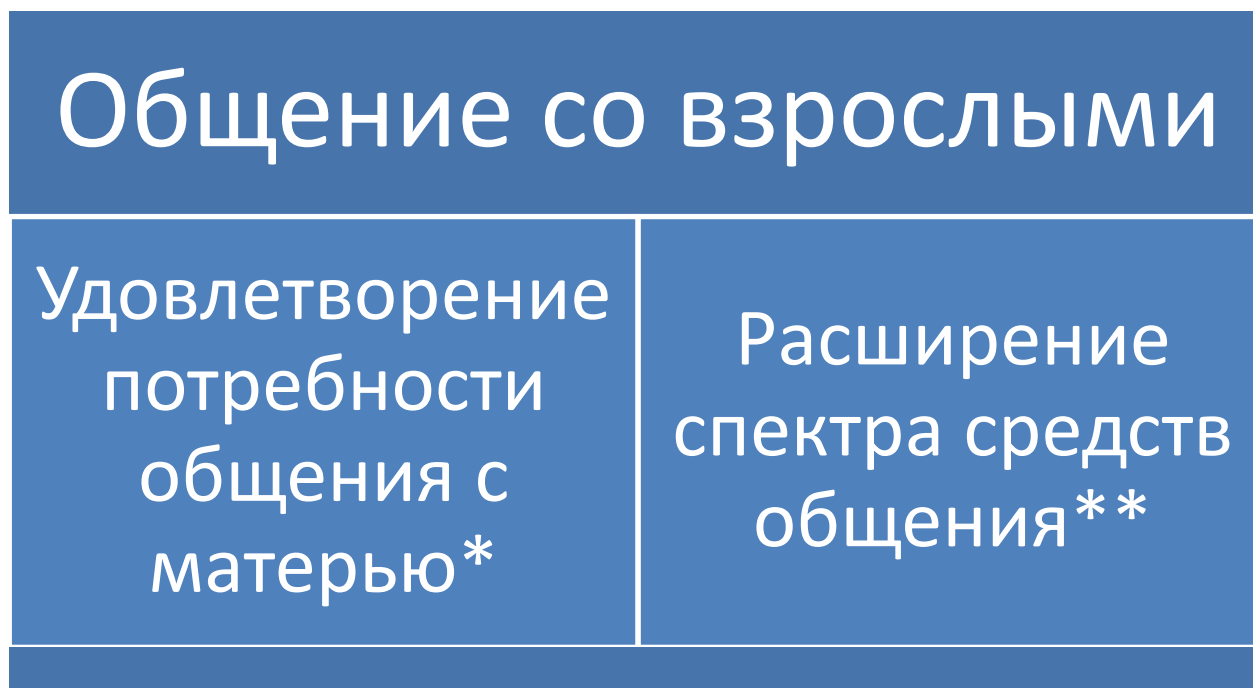 Общение со взрослыми
Удовлетворение
потребности
общения с
матерью*
Расширение
спектра средств
общения**